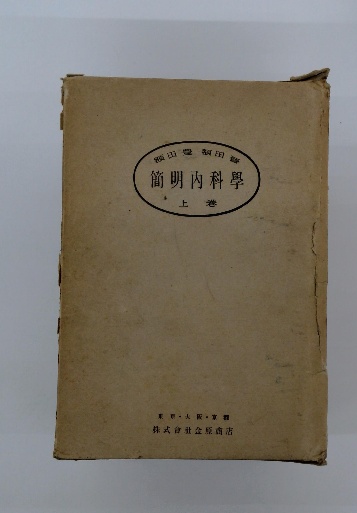 簡明內科學
上卷
東京・大阪・京都
株式會社金原商店